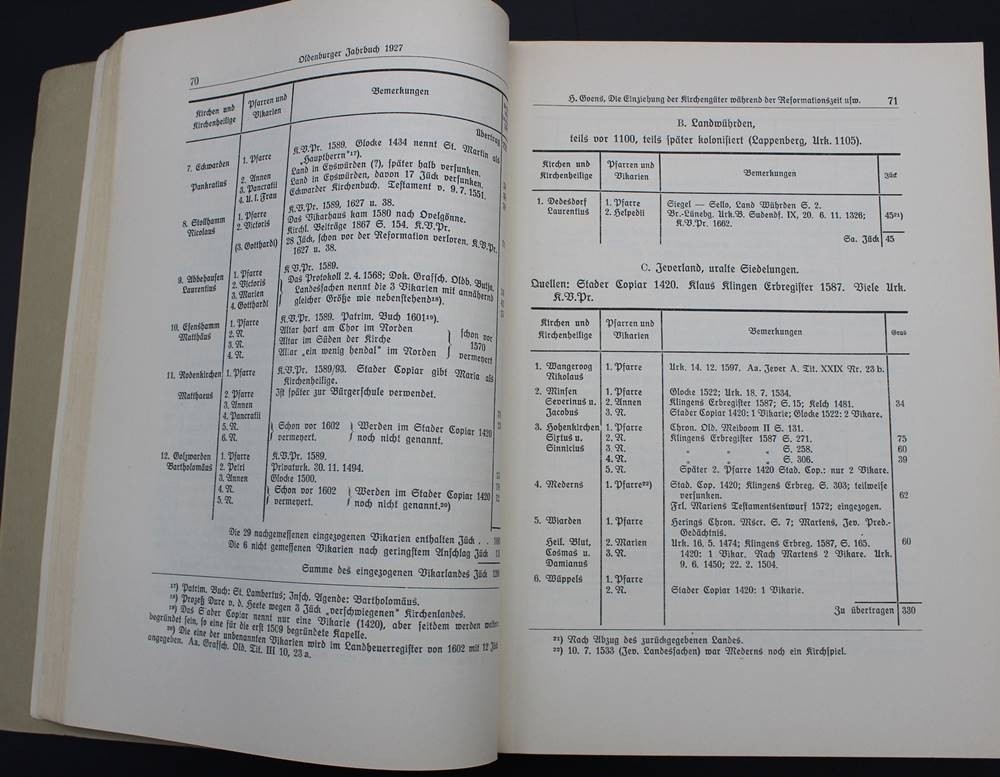 70
Oldenburger Jahrbuch 1927
Kirchen und Kirchenheilige
Pfarren und Vikarien
Bemerkungen
Übertrag
7. Eckwarden 1. Pfarre K.V.Pr. 1589. Glocke 1434 nennt St. Martin als
„Hauptherrn“¹⁷).
Pankratius 2. Annen Land in Eyswürden (?), später halb versunken.
3. Pancratii Land in Eyswürden, davon 17 Jück versunken.
4. U. l. Frau Eckwarder Kirchenbuch. Testament v. 9. 7. 1551.
8. Stollhamm 1. Pfarre K.V.Pr. 1589, 1627 u. 38.
Nicolaus 2. Victoris Das Vikarhaus kam 1580 nach Ovelgönne.
Kirchl. Beiträge 1867 S. 154. K.V.Pr.
(3. Gotthardi) 28 Jück, schon vor der Reformation verloren. K.V.Pr.
1627 u. 38.
9. Abbehausen 1. Pfarre K.V.Pr. 1589.
Laurentius 2. Victoris Das Protokoll 2. 4. 1568; Dok. Grafsch. Oldb. Butja.
3. Marien Landessachen nennt die 3 Vikarien mit annähernd
4. Gotthardi gleicher Größe wie nebenstehend¹⁸).
10. Esenshamm 1. Pfarre K.V.Pr. 1589. Patrim. Buch 1601¹⁹).
Matthäus 2. N. Altar hart am Chor im Norden
3. N. Altar im Süden der Kirche
4. N. Altar „ein wenig hendal“ im Norden
schon vor 1570 vermeyert
11. Rodenkirchen 1. Pfarre K.V.Pr. 1589/93. Stader Copiar gibt Maria als
Kirchenheilige.
Matthaeus 2. Pfarre Ist später zur Bürgerschule verwendet.
3. Annen
4. Pancratii
5. N. Schon vor 1602 Werden im Stader Copiar 1420
6. N. vermeyert. noch nicht genannt.
12. Golzwarden 1. Pfarre K.V.Pr. 1589.
Bartholomäus 2. Petri Privaturk. 30. 11. 1494.
3. Annen Glocke 1500.
4. N. Schon vor 1602 Werden im Stader Copiar 1420
5. N. vermeyert. noch nicht genannt.²⁰)
Die 29 nachgemessenen eingezogenen Vikarien enthalten Jück . .
Die 6 nicht gemessenen Vikarien nach geringstem Anschlag Jück
Summe des eingezogenen Vikarlandes Jück
¹⁷) Patrim. Buch: St. Lambertus; Insch. Agende: Bartholomäus.
¹⁸) Prozeß Dure v. d. Heete wegen 3 Jück „verschwiegenen“ Kirchenlandes.
¹⁹) Das Stader Copiar nennt nur eine Vikarie (1420), aber seitdem werden weitere
begründet sein, so eine für die erst 1509 begründete Kapelle.
²⁰) Die eine der unbenannten Vikarien wird im Landheuerregister von 1602 mit 12 Jück
angegeben. Aa. Grafsch. Old. Tit. III 10, 23 a.
H. Goens, Die Einziehung der Kirchengüter während der Reformationszeit usw. 71
B. Landwührden,
teils vor 1100, teils später kolonisiert (Lappenberg, Urk. 1105).
Kirchen und Kirchenheilige
Pfarren und Vikarien
Bemerkungen
Jück
1. Dedesdorf 1. Pfarre Siegel — Sello, Land Währden S. 2.
Laurentius 2. Helpedii Br.-Lünebg. Urk.B. Sudendf. IX, 20. 6. 11. 1326; 45²¹)
K.V.Pr. 1662.
Sa. Jück 45
C. Jeverland, uralte Siedelungen.
Quellen: Stader Copiar 1420. Klaus Klingen Erbregister 1587. Viele Urk.
K.V.Pr.
Kirchen und Kirchenheilige
Pfarren und Vikarien
Bemerkungen
Gras
1. Wangeroog 1. Pfarre Urk. 14. 12. 1597. Aa. Jever A. Tit. XXIX Nr. 23 b.
Nikolaus
2. Minsen 1. Pfarre Glocke 1522; Urk. 18. 7. 1534.
Severinus u. 2. Annen Klingens Erbregister 1587; S. 15; Kelch 1481. 34
Jacobus 3. N. Stader Copiar 1420: 1 Vikarie; Glocke 1522: 2 Vikare.
3. Hohenkirchen 1. Pfarre Chron. Old. Meiboom II S. 131.
Sixtus u. 2. N. Klingens Erbregister 1587 S. 271. 75
Sinnicius 3. N. „ „ „ S. 258. 60
4. N. „ „ „ S. 306. 39
5. N. Später 2. Pfarre 1420 Stad. Cop.: nur 2 Vikare.
4. Mederns 1. Pfarre²²) Stad. Cop. 1420; Klingens Erbreg. S. 303; teilweise
versunken. 62
Frl. Mariens Testamentsentwurf 1572; eingezogen.
5. Wiarden 1. Pfarre Herings Chron. Mscr. S. 7; Martens, Jev. Pred.-
Gedächtnis.
Heil. Blut, 2. Marien Urk. 16. 5. 1474; Klingens Erbreg. 1587, S. 165. 60
Cosmas u. 3. N. 1420: 1 Vikar. Nach Martens 2 Vikare. Urk.
Damianus 9. 6. 1450; 22. 2. 1504.
6. Wüppels 1. Pfarre
2. N. Stader Copiar 1420: 1 Vikarie.
Zu übertragen 330
²¹) Nach Abzug des zurückgegebenen Landes.
²²) 10. 7. 1533 (Jev. Landessachen) war Mederns noch ein Kirchspiel.